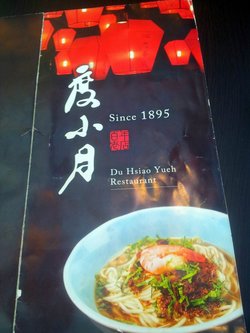 度小月
Since 1895
Du Hsiao Yueh
Restaurant